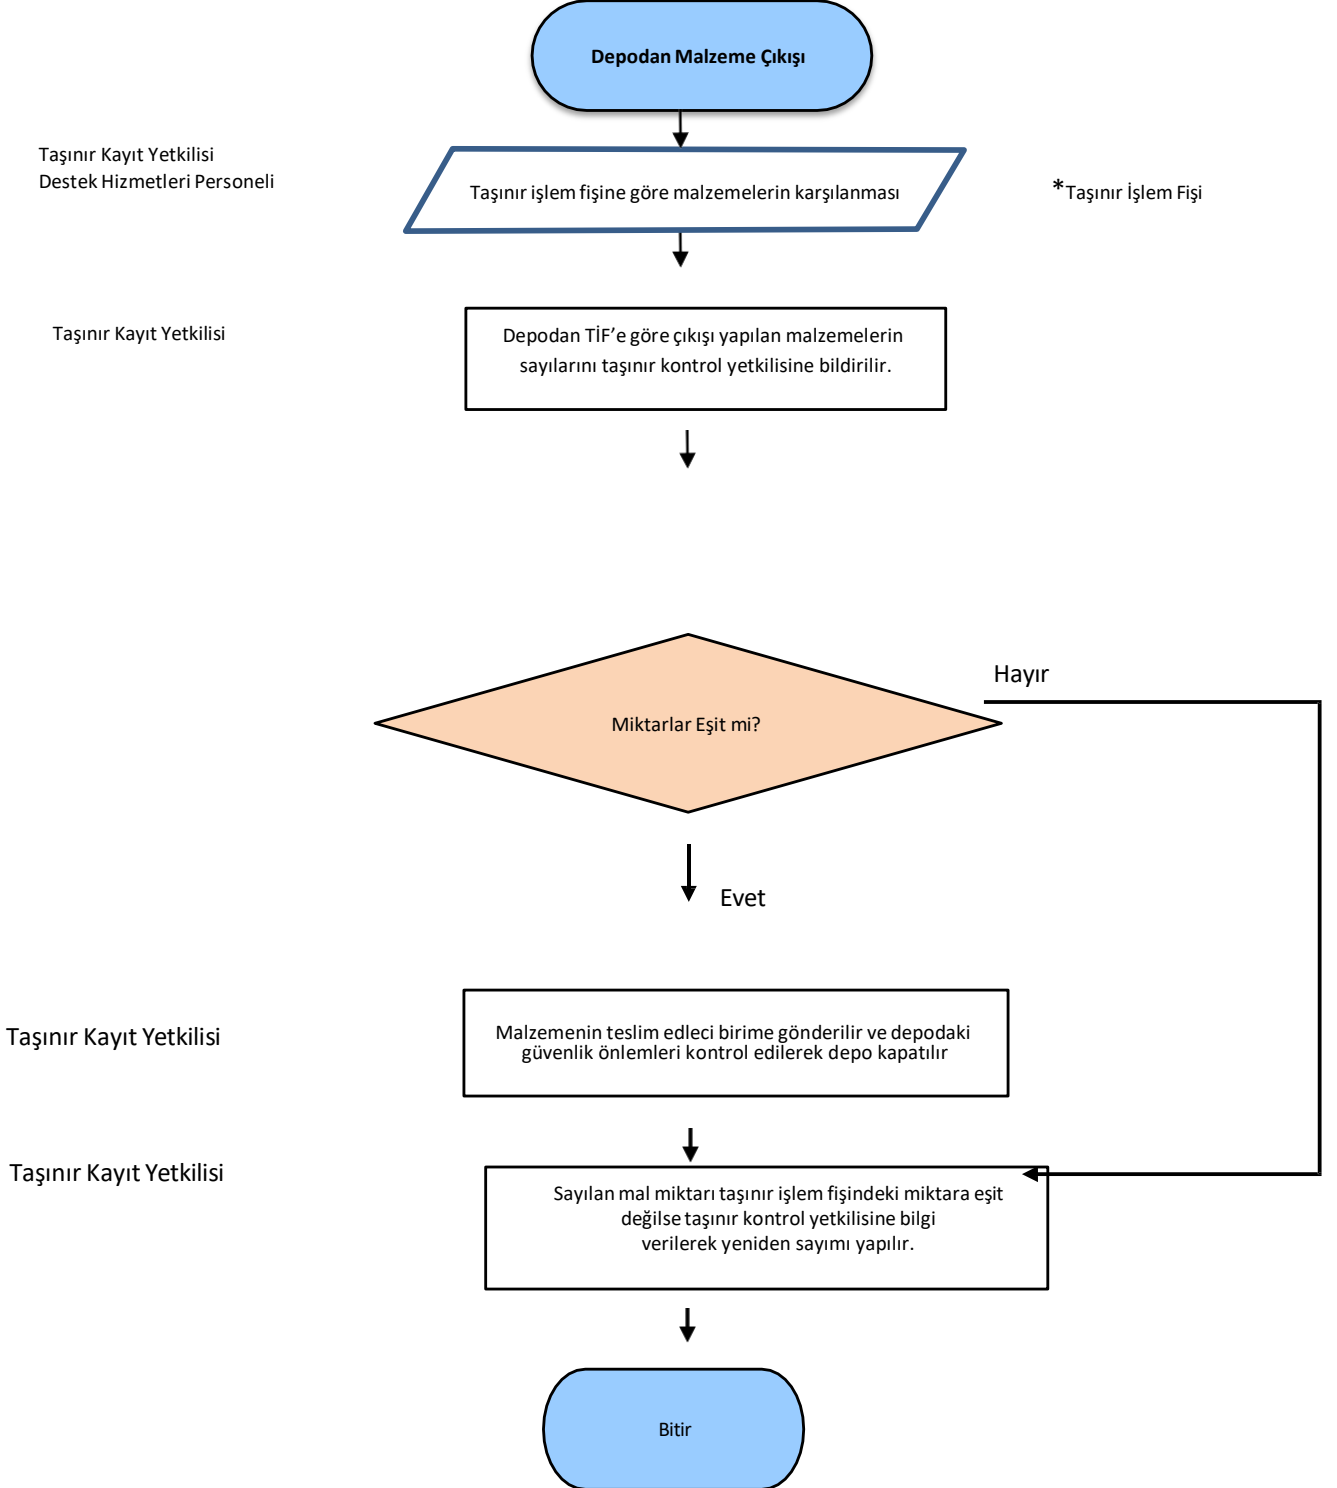 Depodan Malzeme Çıkışı
Taşınır Kayıt Yetkilisi
Destek Hizmetleri Personeli
Taşınır işlem fişine göre malzemelerin karşılanması
*Taşınır İşlem Fişi
Taşınır Kayıt Yetkilisi
Depodan TİF’e göre çıkışı yapılan malzemelerin
sayılarını taşınır kontrol yetkilisine bildirilir.
Hayır
Miktarlar Eşit mi?
Evet
Taşınır Kayıt Yetkilisi
Malzemenin teslim edleci birime gönderilir ve depodaki
güvenlik önlemleri kontrol edilerek depo kapatılır
Taşınır Kayıt Yetkilisi
Sayılan mal miktarı taşınır işlem fişindeki miktara eşit
değilse taşınır kontrol yetkilisine bilgi
verilerek yeniden sayımı yapılır.
Bitir